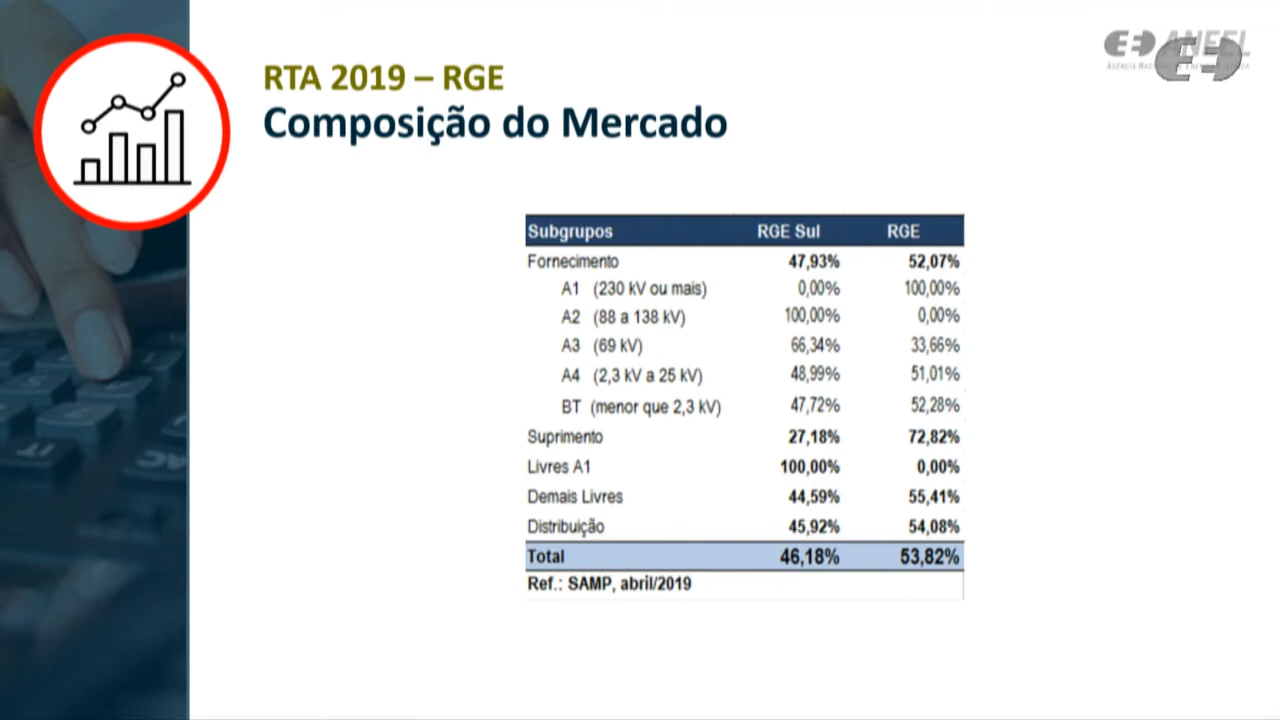 ANEEL
RTA 2019 – RGE
Composição do Mercado
Subgrupos RGE Sul RGE
Fornecimento 47,93% 52,07%
A1 (230 kV ou mais) 0,00% 100,00%
A2 (88 a 138 kV) 100,00% 0,00%
A3 (69 kV) 66,34% 33,66%
A4 (2,3 kV a 25 kV) 48,99% 51,01%
BT (menor que 2,3 kV) 47,72% 52,28%
Suprimento 27,18% 72,82%
Livres A1 100,00% 0,00%
Demais Livres 44,59% 55,41%
Distribuição 45,92% 54,08%
Total 46,18% 53,82%
Ref.: SAMP, abril/2019